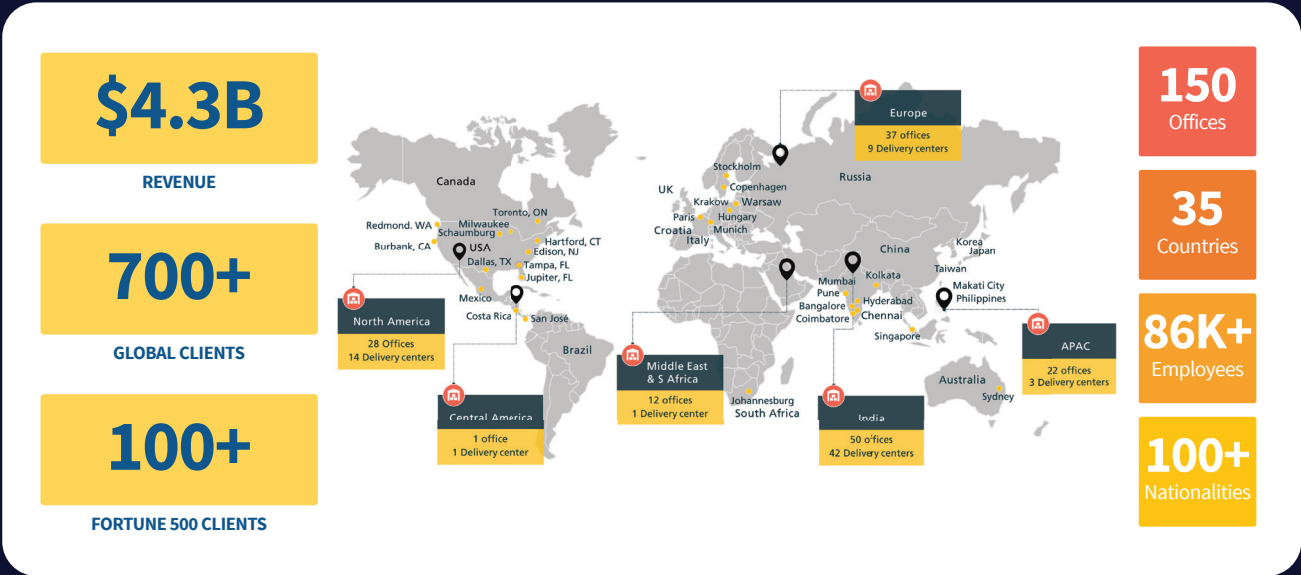 $4.3B
REVENUE
700+
GLOBAL CLIENTS
100+
FORTUNE 500 CLIENTS
Canada
Redmond. WA
Burbank, CA
Toronto, ON
Milwaukee
Schaumburg
USA
Dallas, TX
Hartford, CT
Edison, NJ
Tampa, FL
Jupiter, FL
Mexico
Costa Rica
San José
Brazil
North America
28 Offices
14 Delivery centers
Central America
1 office
1 Delivery center
Europe
37 offices
9 Delivery centers
Stockholm
Copenhagen
UK
Krakow
Warsaw
Paris
Hungary
Croatia
Munich
Italy
Russia
Middle East
& S Africa
12 offices
1 Delivery center
Johannesburg
South Africa
China
Korea
Japan
Taiwan
Kolkata
Mumbai
Pune
Hyderabad
Bangalore
Chennai
Coimbatore
Singapore
Makati City
Philippines
India
50 offices
42 Delivery centers
APAC
22 offices
3 Delivery centers
Australia
Sydney
150
Offices
35
Countries
86K+
Employees
100+
Nationalities